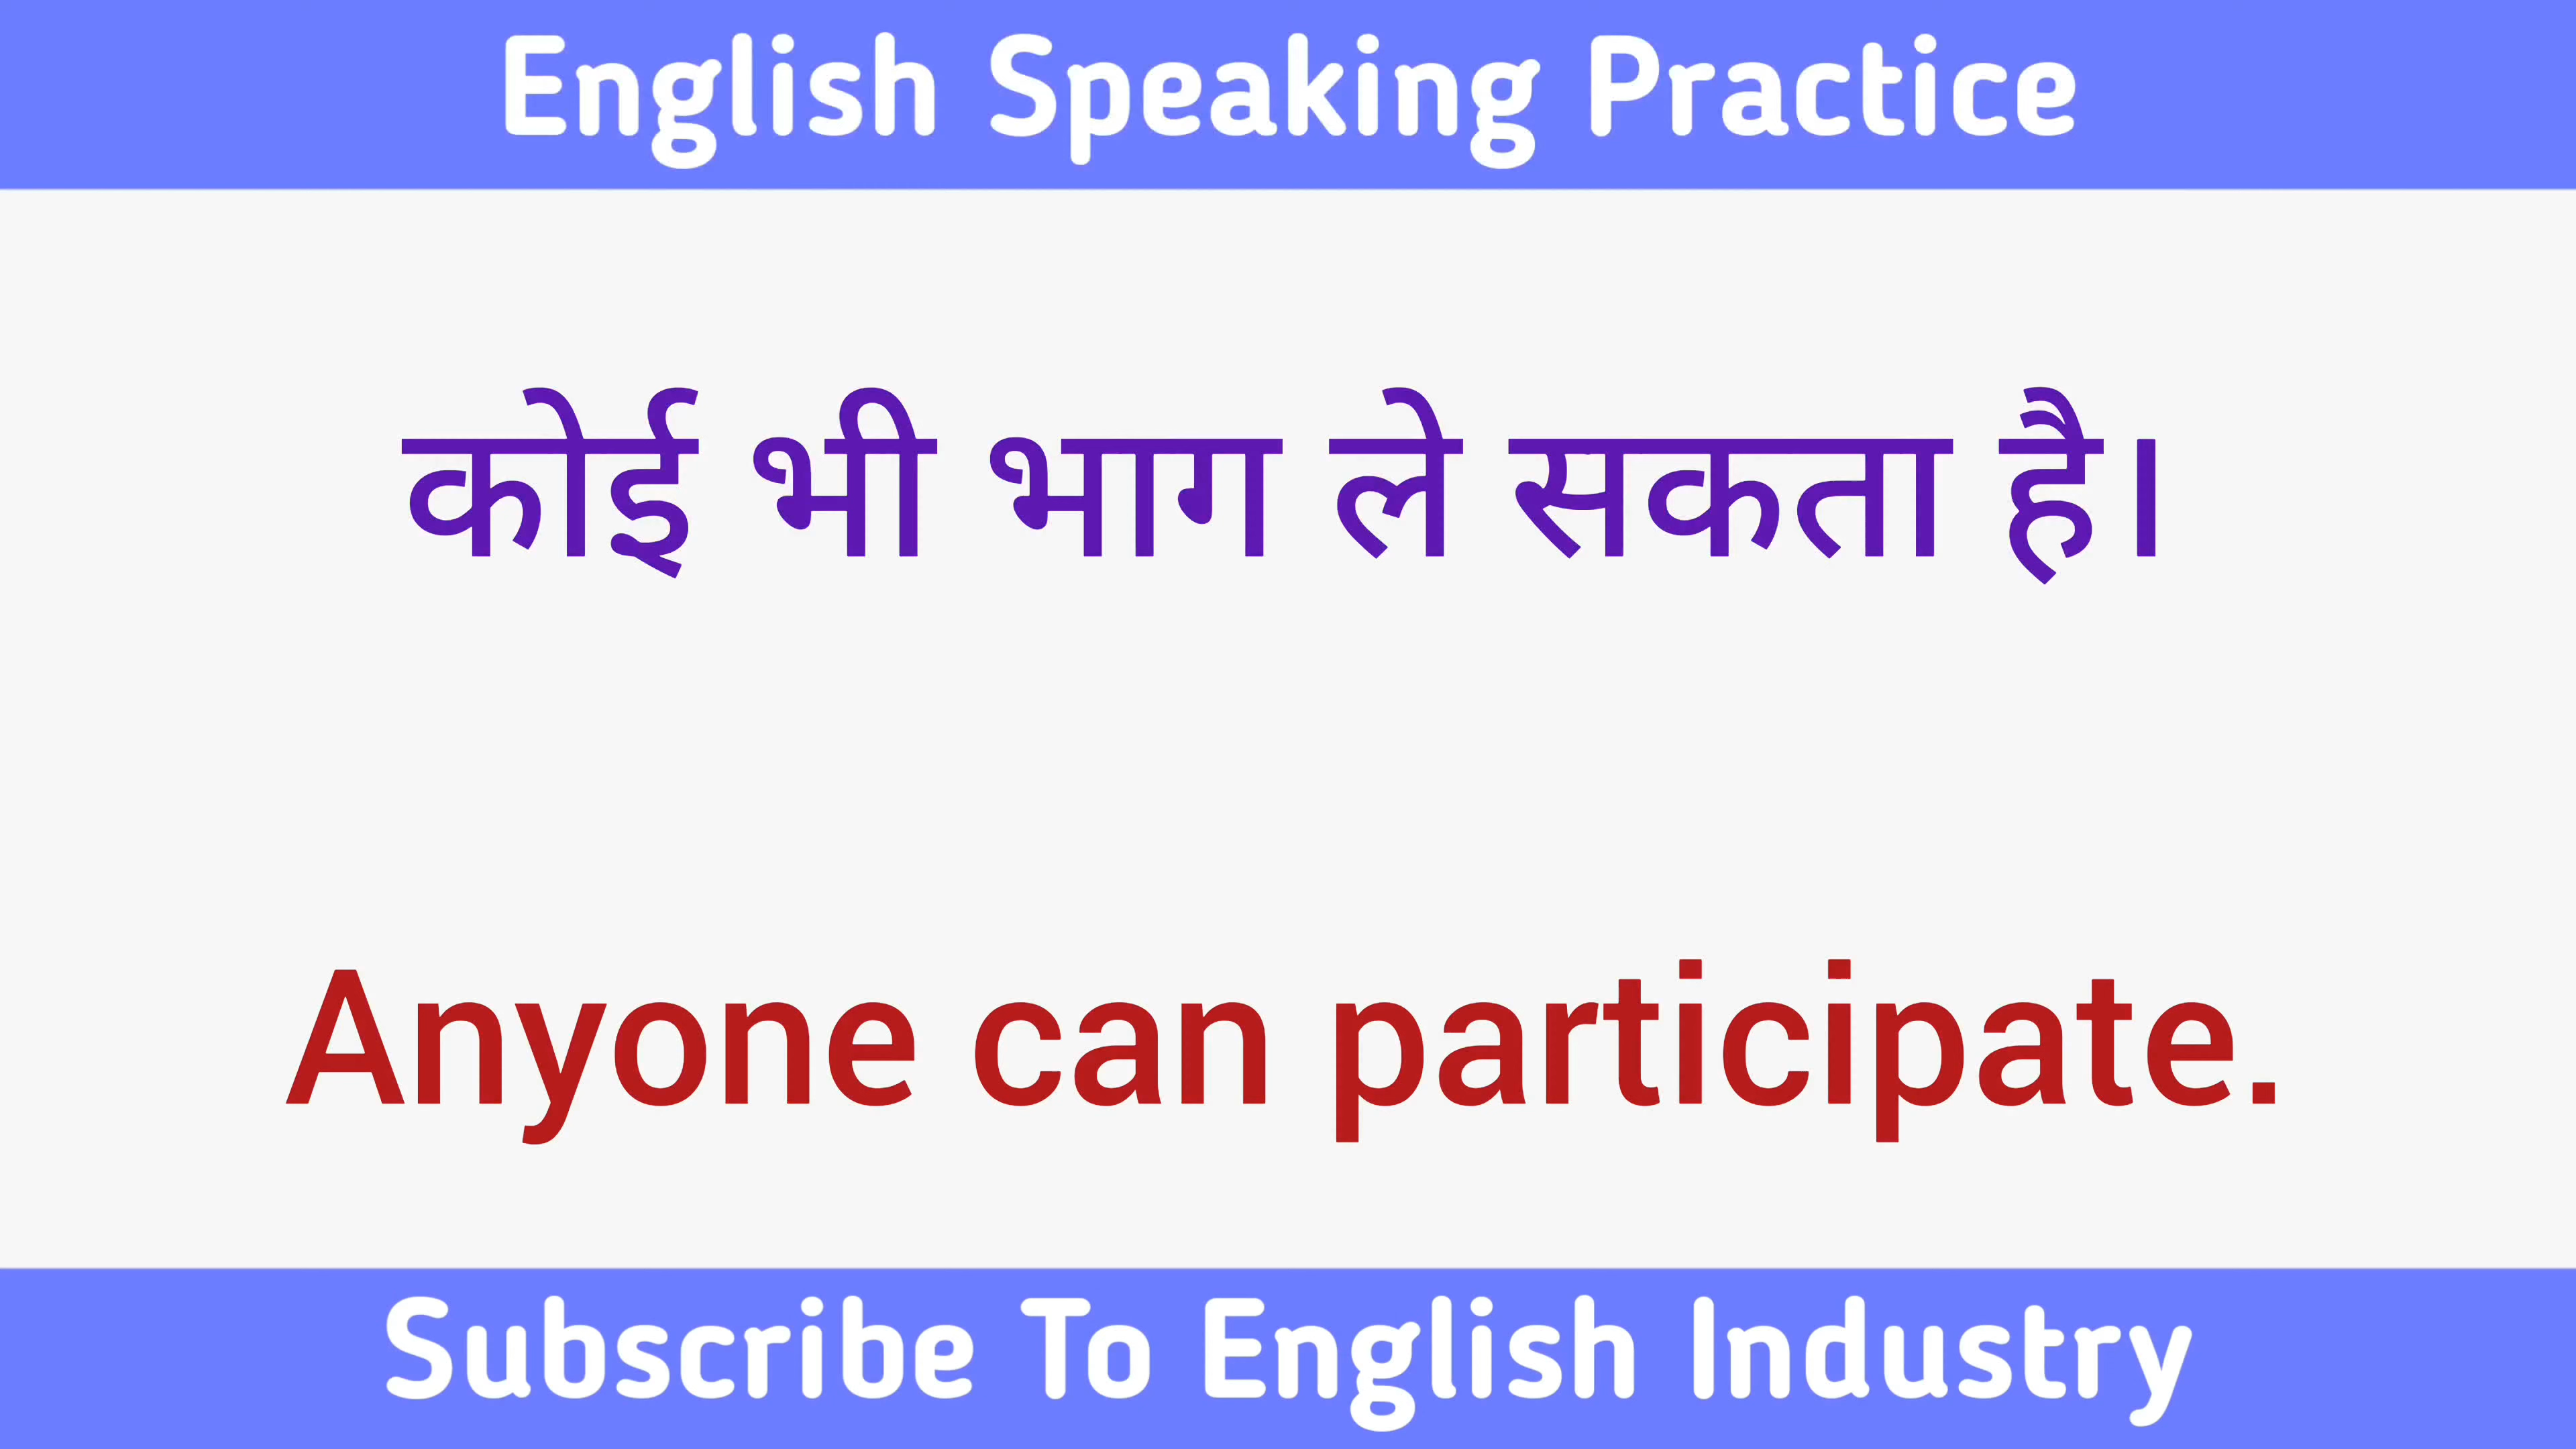 English Speaking Practice
कोई भी भाग ले सकता है।
Anyone can participate.
Subscribe To English Industry